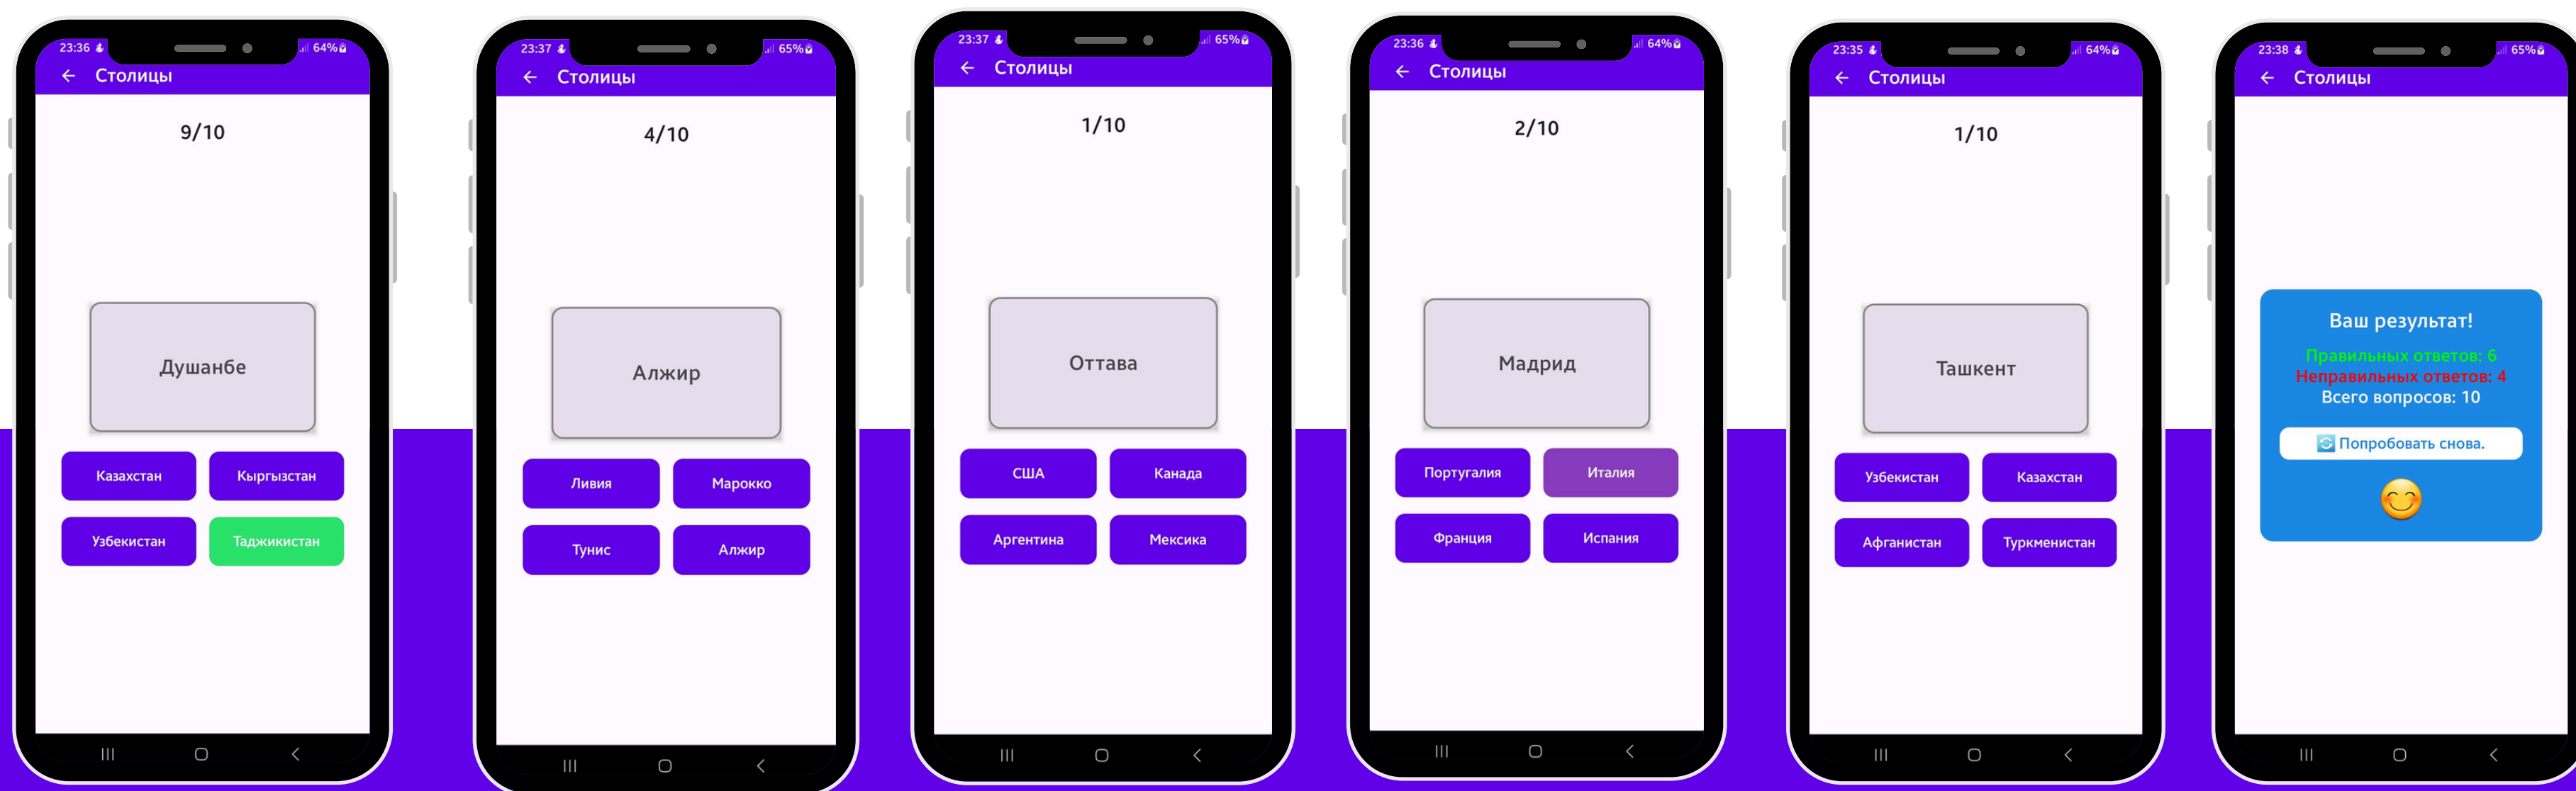 23:36 64%
Столицы
9/10
Душанбе
Казахстан Кыргызстан
Узбекистан Таджикистан
23:37 65%
Столицы
4/10
Алжир
Ливия Марокко
Тунис Алжир
23:37 65%
Столицы
1/10
Оттава
США Канада
Аргентина Мексика
23:36 64%
Столицы
2/10
Мадрид
Португалия Италия
Франция Испания
23:35 64%
Столицы
1/10
Ташкент
Узбекистан Казахстан
Афганистан Туркменистан
23:38 65%
Столицы
Ваш результат!
Правильных ответов: 6
Неправильных ответов: 4
Всего вопросов: 10
Попробовать снова.